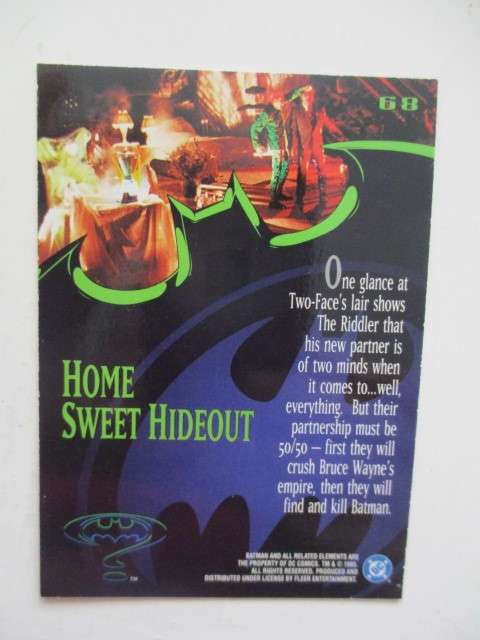 68
One glance at
Two-Face's lair shows
The Riddler that
his new partner is
of two minds when
it comes to...well,
everything. But their
partnership must be
50/50 – first they will
crush Bruce Wayne's
empire, then they will
find and kill Batman.
HOME
SWEET HIDEOUT
TM
BATMAN AND ALL RELATED ELEMENTS ARE
THE PROPERTY OF DC COMICS. TM & © 1995.
ALL RIGHTS RESERVED. PRODUCED AND
DISTRIBUTED UNDER LICENSE BY FLEER ENTERTAINMENT.
DC